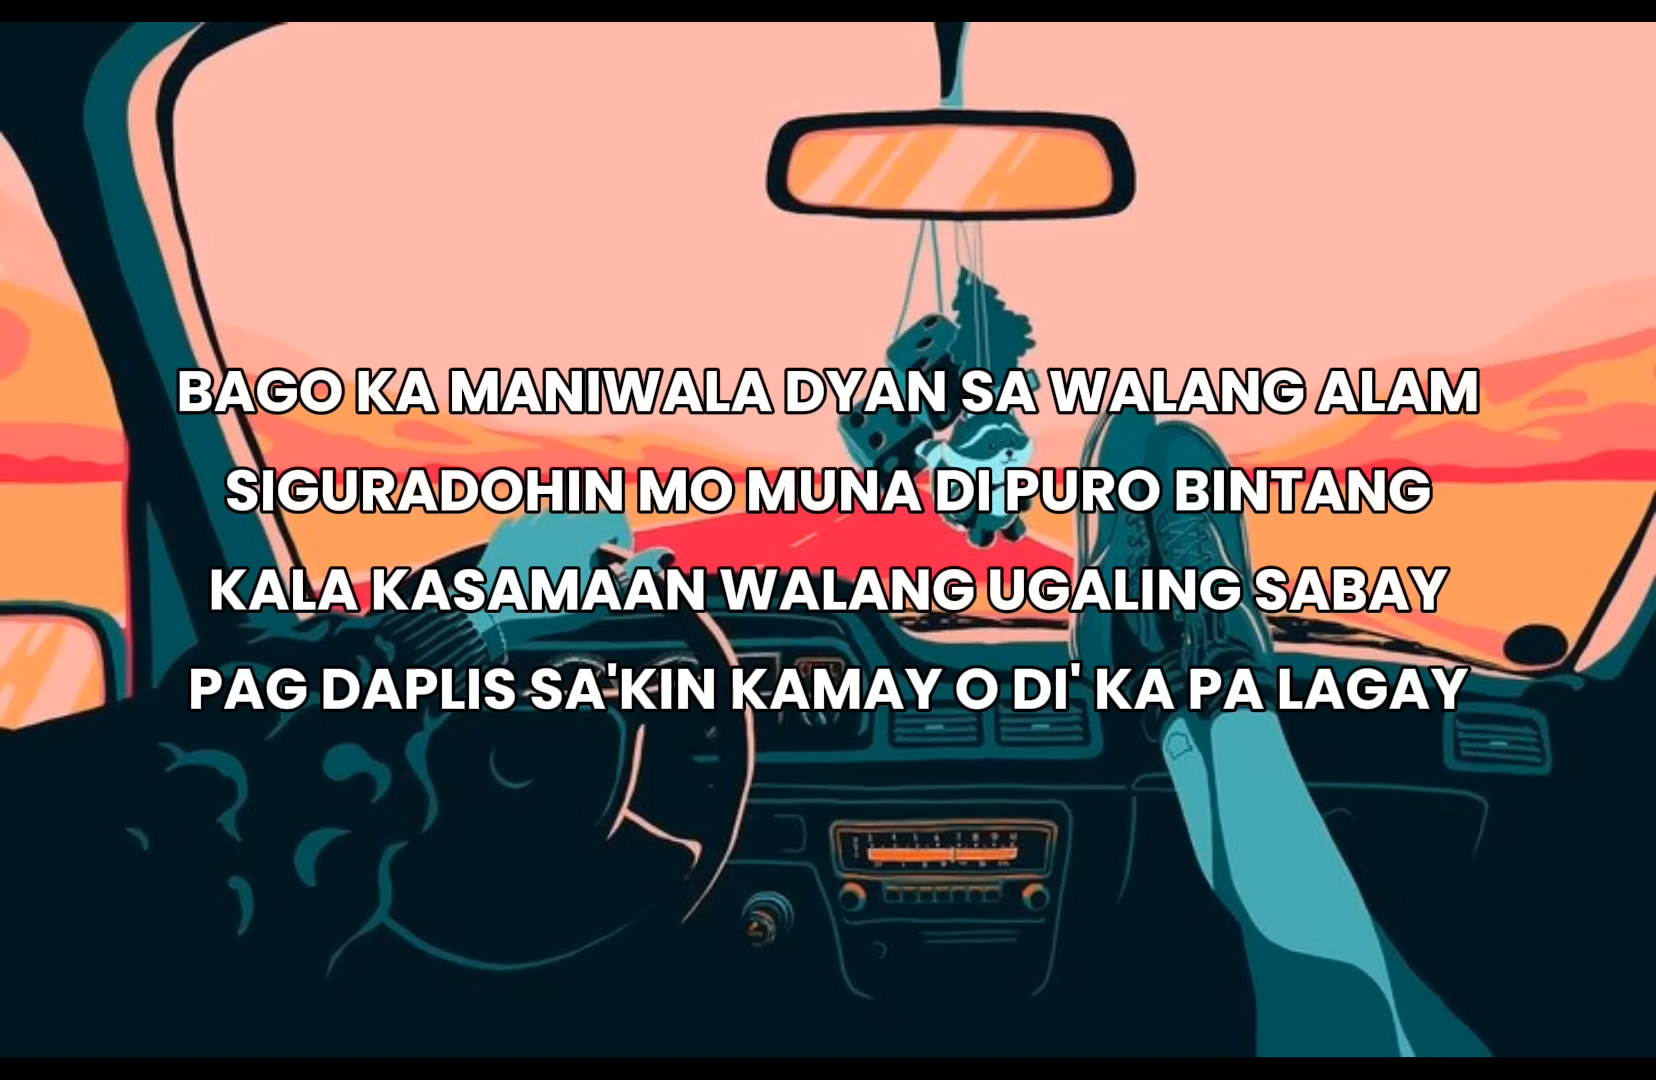 BAGO KA MANIWALA DYAN SA WALANG ALAM
SIGURADOHIN MO MUNA DI PURO BINTANG
KALA KASAMAAN WALANG UGALING SABAY
PAG DAPLIS SA'KIN KAMAY O DI' KA PA LAGAY